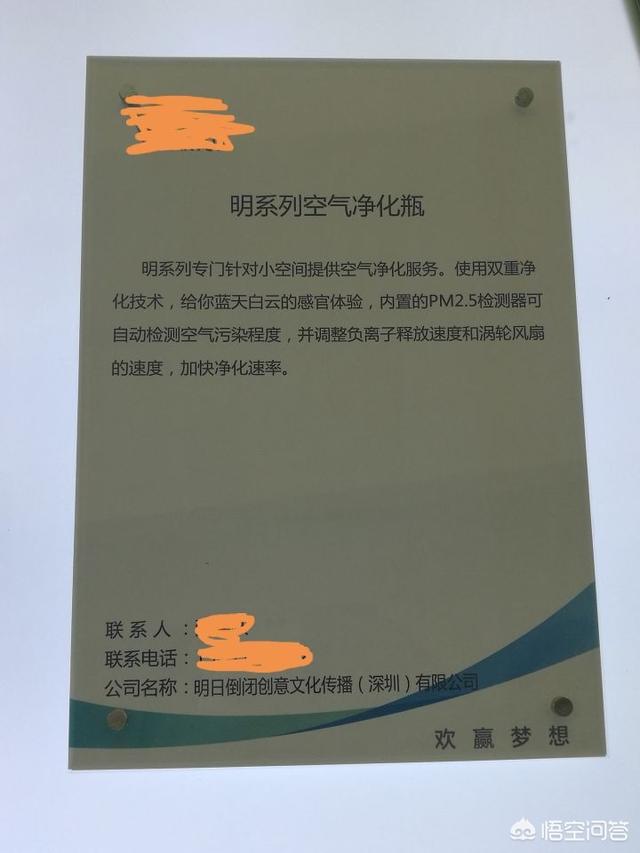 明系列空气净化瓶
明系列专门针对小空间提供空气净化服务。使用双重净
化技术，给你蓝天白云的感官体验，内置的PM2.5检测器可
自动检测空气污染程度，并调整负离子释放速度和涡轮风扇
的速度，加快净化速率。
联 系 人 ：
联系电话：
公司名称：明日倒闭创意文化传播（深圳）有限公司
欢 赢 梦 想
悟空问答